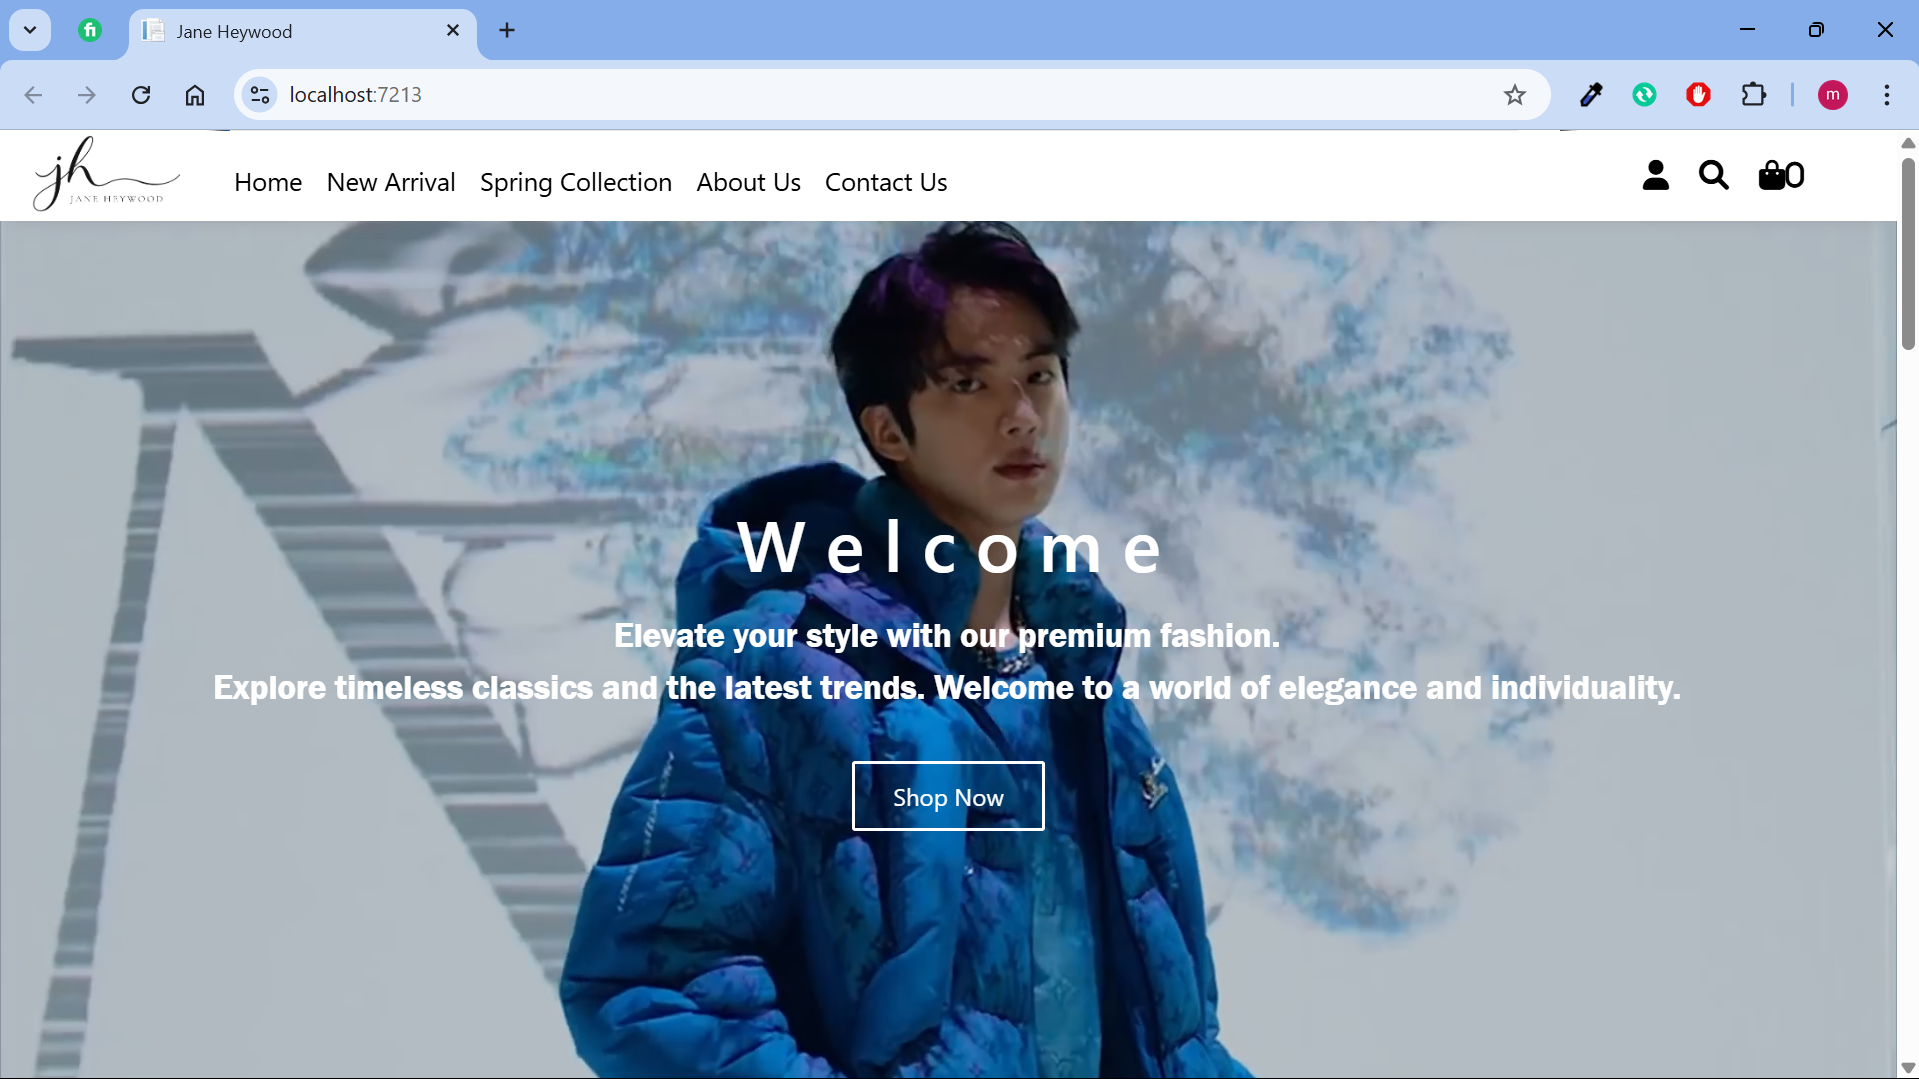 Jane Heywood
localhost:7213
m
jh
JANE HEYWOOD
Home New Arrival Spring Collection About Us Contact Us
0
Welcome
Elevate your style with our premium fashion.
Explore timeless classics and the latest trends. Welcome to a world of elegance and individuality.
Shop Now